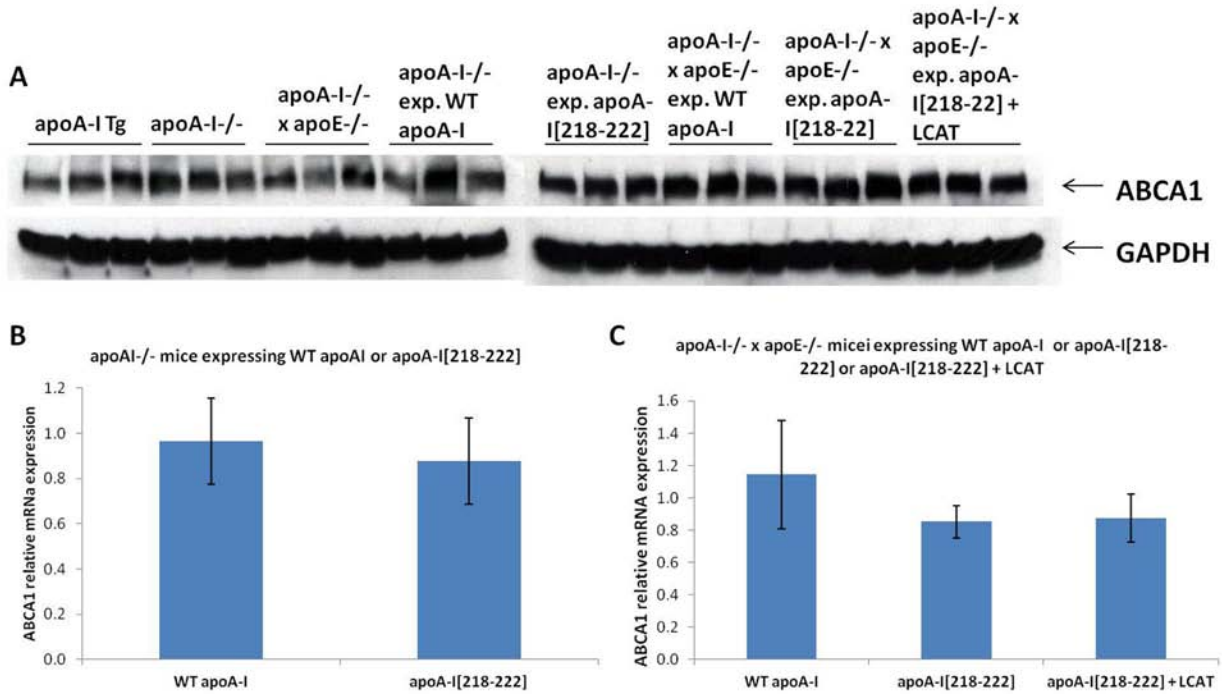 A
apoA-I Tg
apoA-I-/-
apoA-I-/-
x apoE-/-
apoA-I-/-
exp. WT
apoA-I
apoA-I-/-
exp. apoA-
I[218-222]
apoA-I-/-
x apoE-/-
exp. WT
apoA-I
apoA-I-/- x
apoE-/-
exp. apoA-
I[218-22]
apoA-I-/- x
apoE-/-
exp. apoA-
I[218-22] +
LCAT
ABCA1
GAPDH
B
apoAI-/- mice expressing WT apoAI or apoA-I[218-222]
ABCA1 relative mRNa expression
1.2
1.0
0.8
0.6
0.4
0.2
0.0
WT apoA-I
apoA-I[218-222]
C
apoA-I-/- x apoE-/- micei expressing WT apoA-I or apoA-I[218-
222] or apoA-I[218-222] + LCAT
ABCA1 relative mRNA expression
1.6
1.4
1.2
1.0
0.8
0.6
0.4
0.2
0.0
WT apoA-I
apoA-I[218-222]
apoA-I[218-222] + LCAT